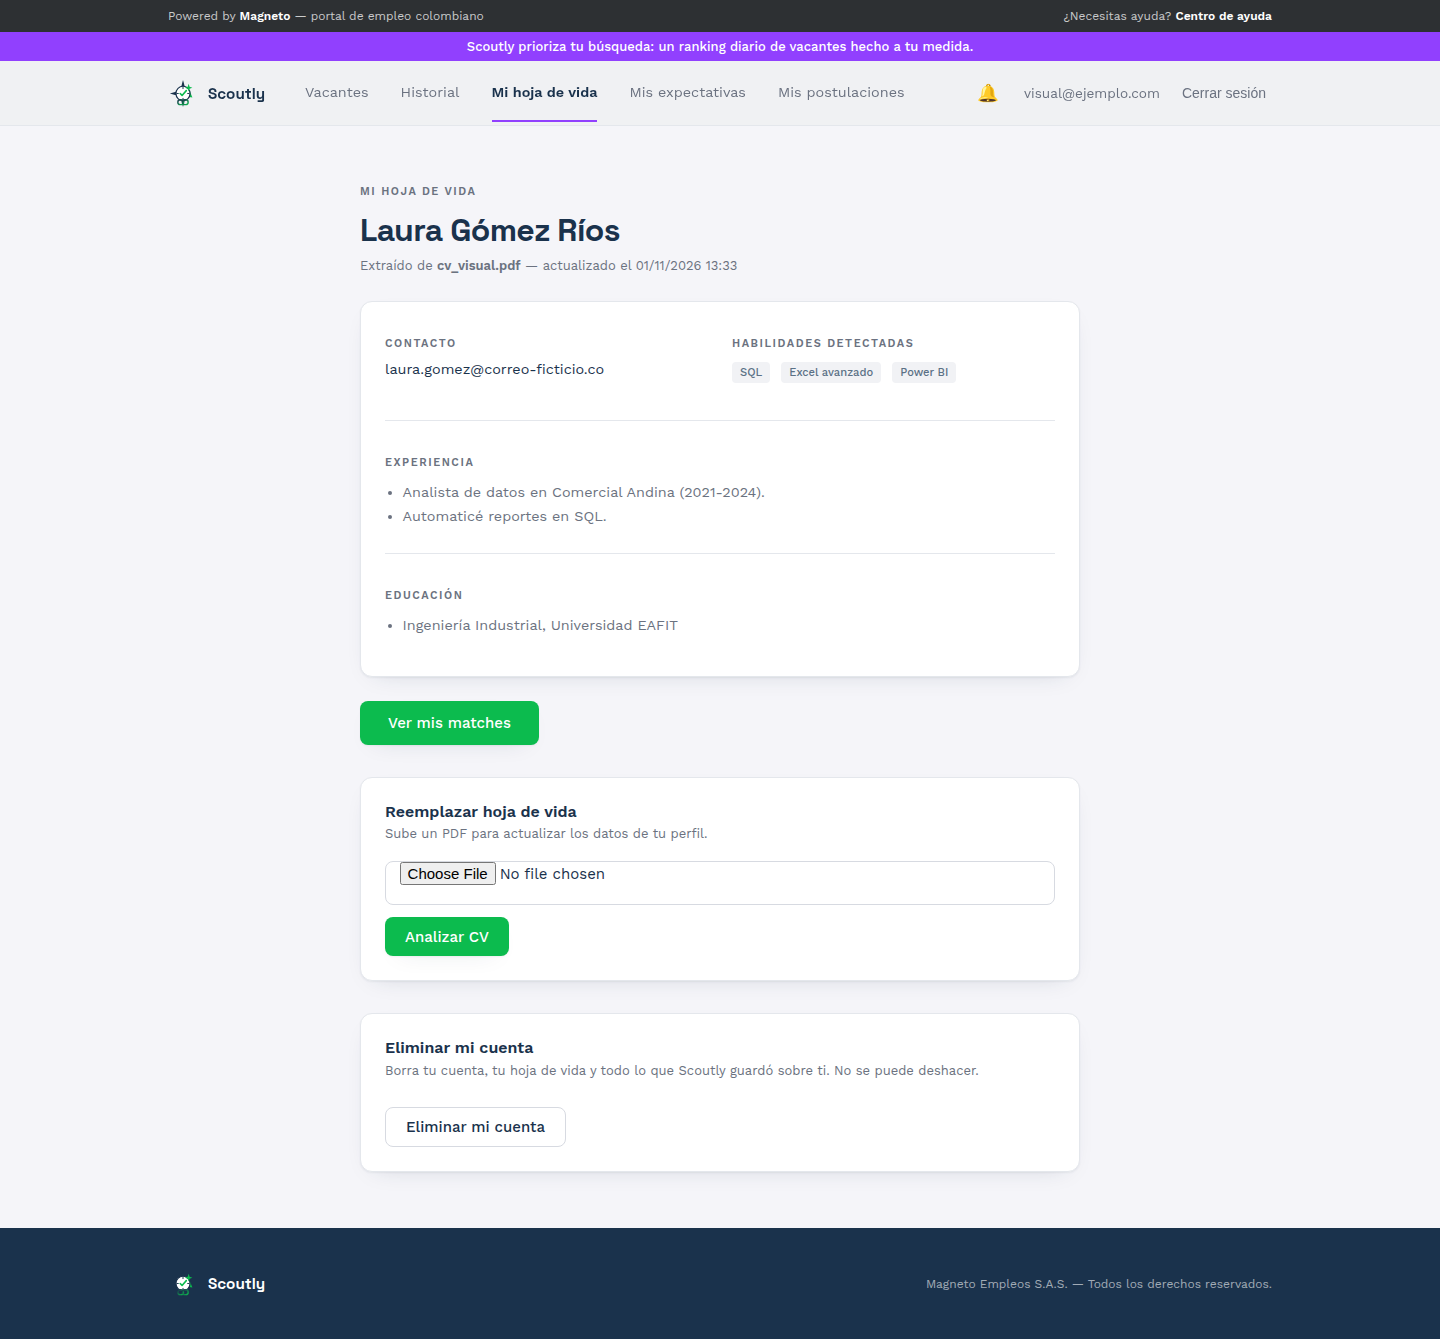 Powered by Magneto — portal de empleo colombiano
¿Necesitas ayuda? Centro de ayuda
Scoutly prioriza tu búsqueda: un ranking diario de vacantes hecho a tu medida.
Scoutly
Vacantes
Historial
Mi hoja de vida
Mis expectativas
Mis postulaciones
visual@ejemplo.com
Cerrar sesión
MI HOJA DE VIDA
Laura Gómez Ríos
Extraído de cv_visual.pdf — actualizado el 01/11/2026 13:33
CONTACTO
laura.gomez@correo-ficticio.co
HABILIDADES DETECTADAS
SQL
Excel avanzado
Power BI
EXPERIENCIA
• Analista de datos en Comercial Andina (2021-2024).
• Automaticé reportes en SQL.
EDUCACIÓN
• Ingeniería Industrial, Universidad EAFIT
Ver mis matches
Reemplazar hoja de vida
Sube un PDF para actualizar los datos de tu perfil.
Choose File No file chosen
Analizar CV
Eliminar mi cuenta
Borra tu cuenta, tu hoja de vida y todo lo que Scoutly guardó sobre ti. No se puede deshacer.
Eliminar mi cuenta
Scoutly
Magneto Empleos S.A.S. — Todos los derechos reservados.